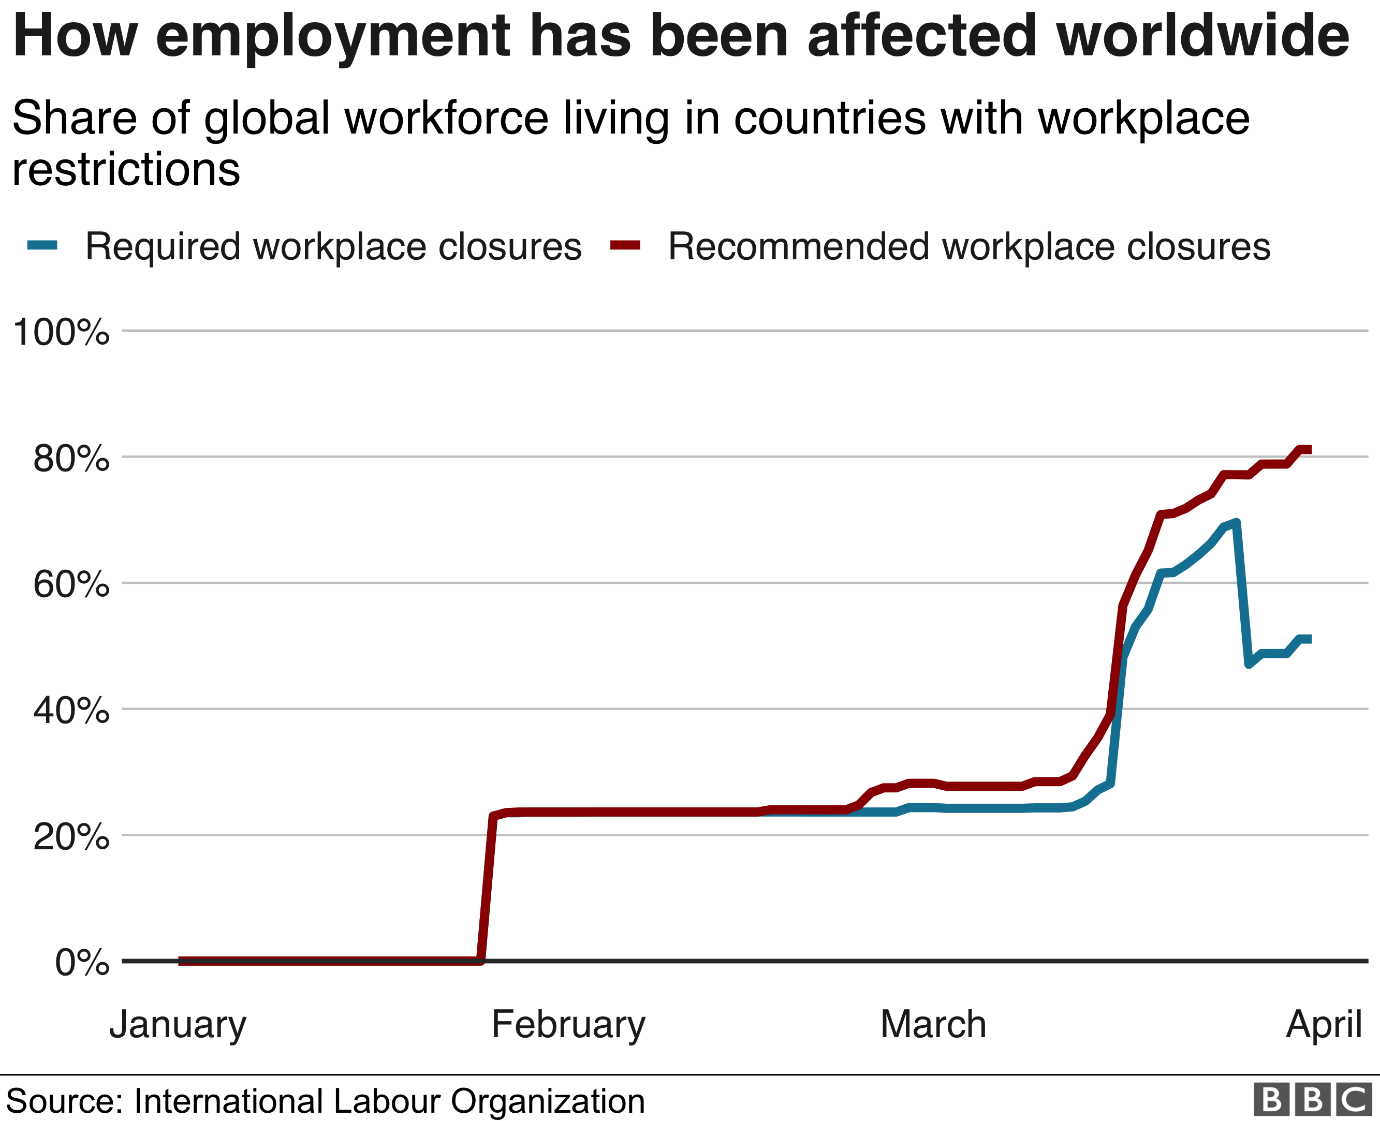 How employment has been affected worldwide
Share of global workforce living in countries with workplace
restrictions
Required workplace closures Recommended workplace closures
100%
80%
60%
40%
20%
0%
January February March April
Source: International Labour Organization BBC